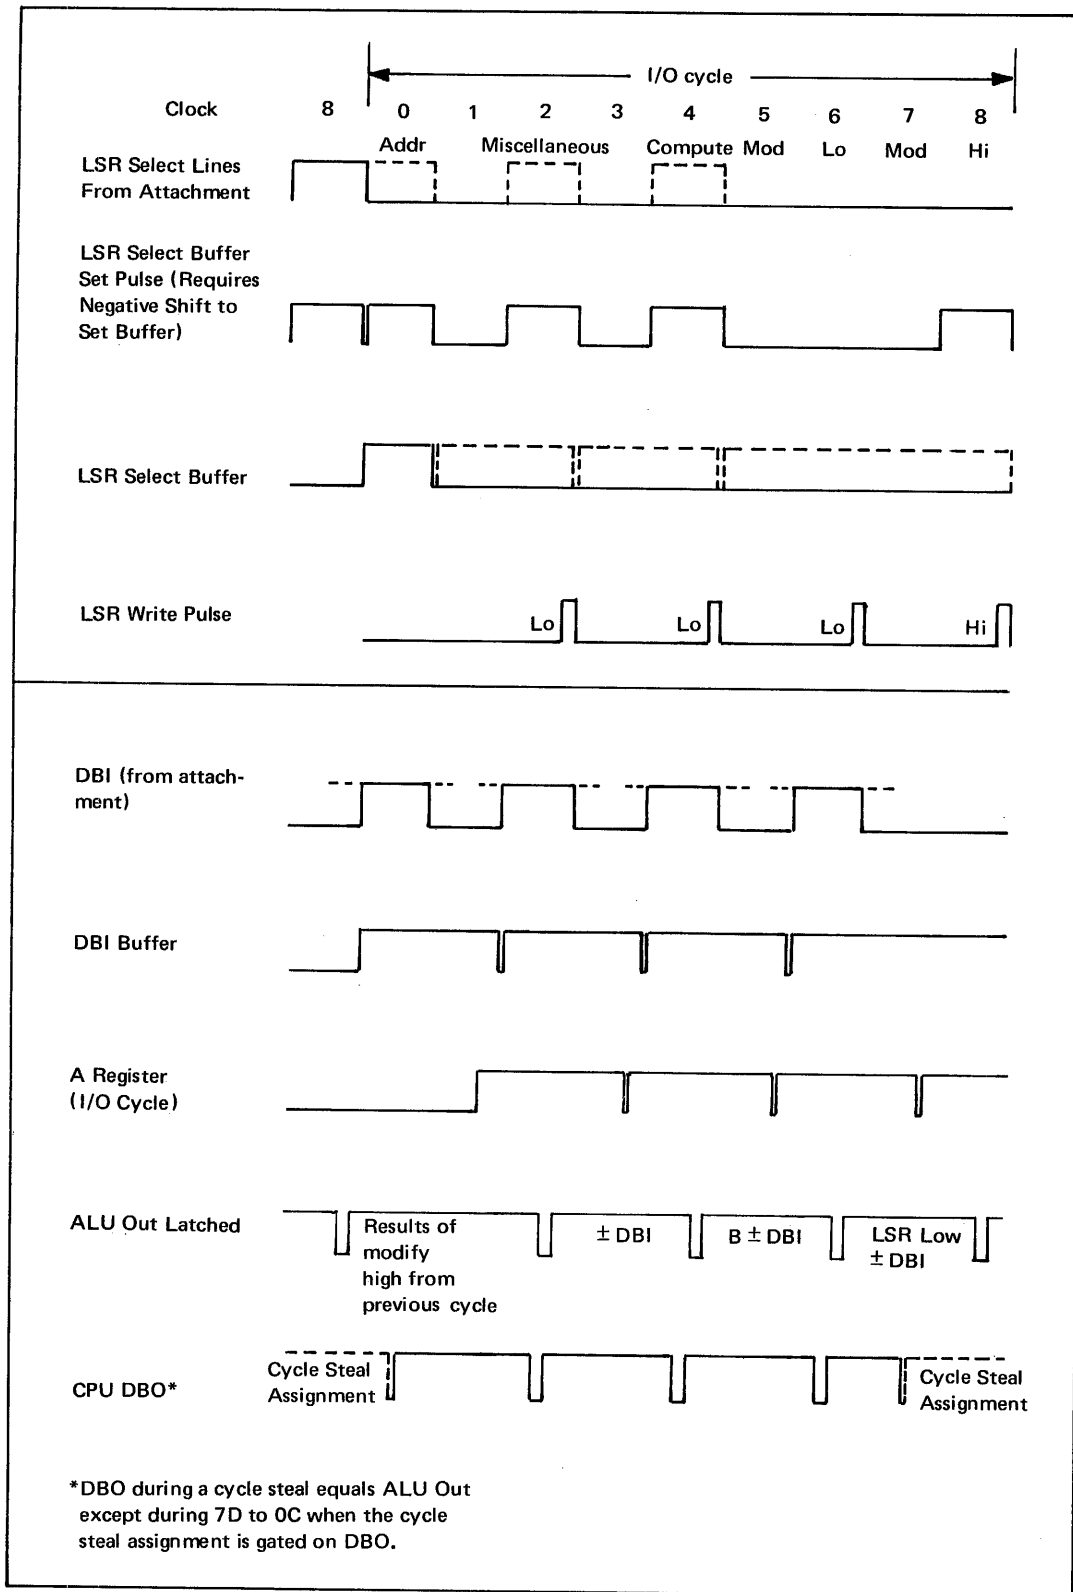 I/O cycle
Clock 8 0 1 2 3 4 5 6 7 8
Addr Miscellaneous Compute Mod Lo Mod Hi
LSR Select Lines
From Attachment
LSR Select Buffer
Set Pulse (Requires
Negative Shift to
Set Buffer)
LSR Select Buffer
LSR Write Pulse
Lo Lo Lo Hi
DBI (from attach-
ment)
DBI Buffer
A Register
(I/O Cycle)
ALU Out Latched
Results of
modify
high from
previous cycle
± DBI
B ± DBI
LSR Low
± DBI
CPU DBO*
Cycle Steal
Assignment
Cycle Steal
Assignment
*DBO during a cycle steal equals ALU Out
except during 7D to 0C when the cycle
steal assignment is gated on DBO.